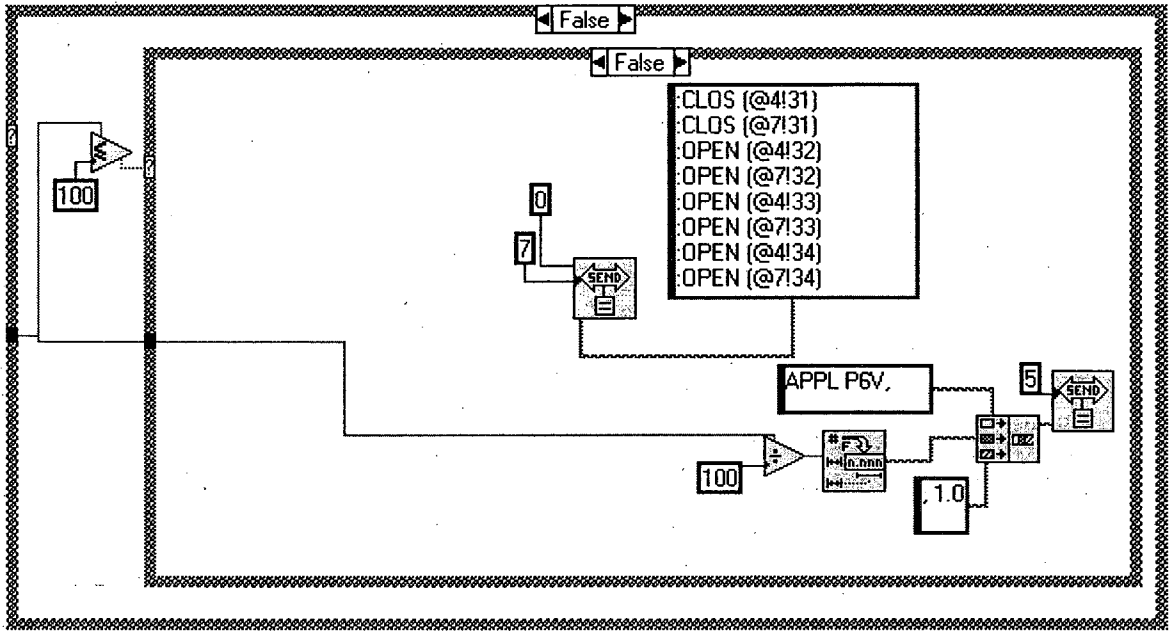 False
False
:CLOS (@4!31)
:CLOS (@7!31)
:OPEN (@4!32)
:OPEN (@7!32)
:OPEN (@4!33)
:OPEN (@7!33)
:OPEN (@4!34)
:OPEN (@7!34)
?
≤
?
100
0
7
SEND
APPL P6V,
5
SEND
÷
#
F
n.nnn
100
, 1.0